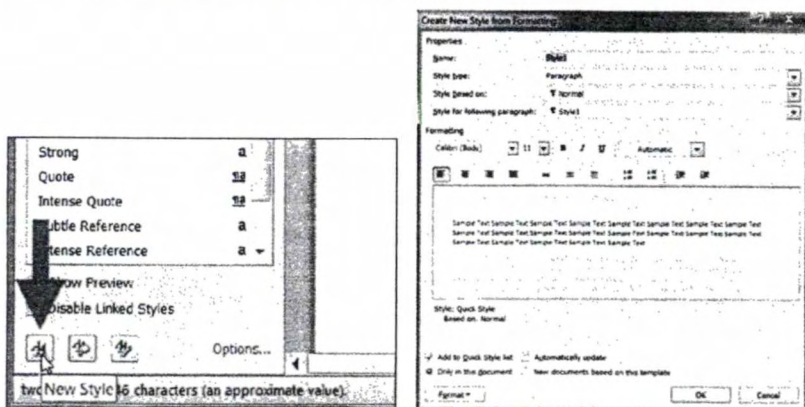 Strong a
Quote ¶a
Intense Quote ¶a
ubtle Reference a
tense Reference a
how Preview
Disable Linked Styles
Options...
two New Style 46 characters (an approximate value)
Create New Style from Formatting
Properties
Name: Style1
Style type: Paragraph
Style based on: ¶ Normal
Style for following paragraph: ¶ Style1
Formatting
Calibri (Body) 11 B I U Automatic
Sample Text Sample Text Sample Text Sample Text Sample Text Sample Text Sample Text Sample Text
Sample Text Sample Text Sample Text Sample Text Sample Text Sample Text Sample Text Sample Text
Sample Text Sample Text Sample Text Sample Text Sample Text
Style: Quick Style
Based on: Normal
Add to Quick Style list Automatically update
Only in this document New documents based on this template
Format OK Cancel